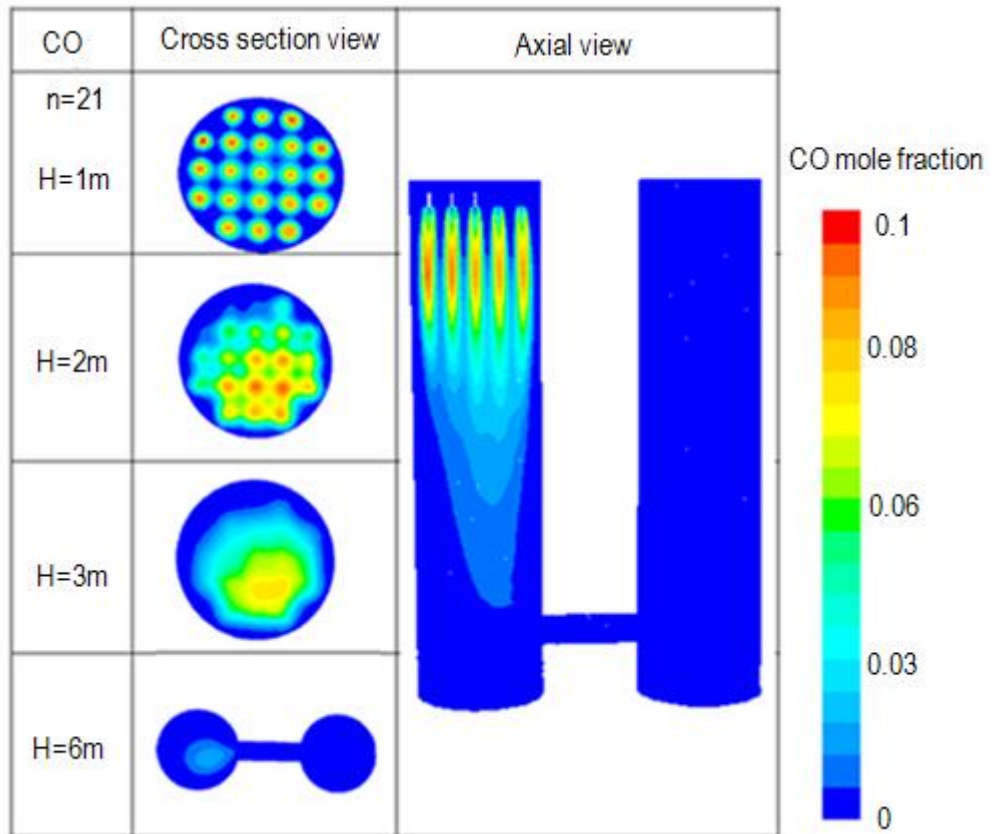 CO
Cross section view
Axial view
n=21
H=1m
H=2m
H=3m
H=6m
CO mole fraction
0.1
0.08
0.06
0.03
0